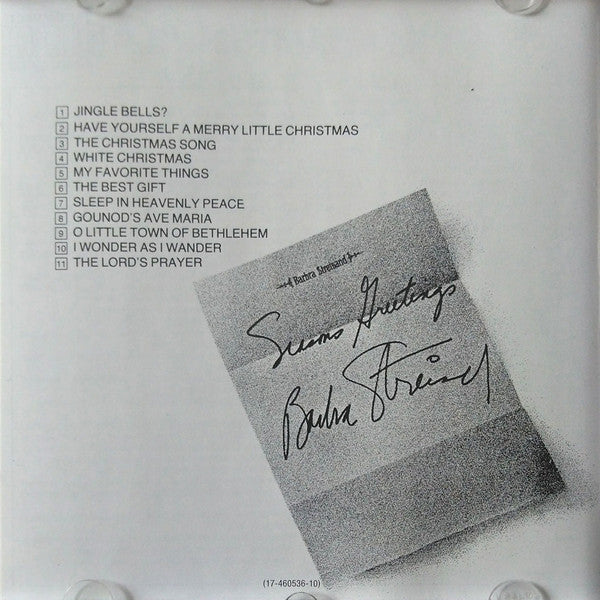 1 JINGLE BELLS?
2 HAVE YOURSELF A MERRY LITTLE CHRISTMAS
3 THE CHRISTMAS SONG
4 WHITE CHRISTMAS
5 MY FAVORITE THINGS
6 THE BEST GIFT
7 SLEEP IN HEAVENLY PEACE
8 GOUNOD'S AVE MARIA
9 O LITTLE TOWN OF BETHLEHEM
10 I WONDER AS I WANDER
11 THE LORD'S PRAYER
Barbra Streisand
Seasons Greetings
Barbra Streisand
(17-460536-10)